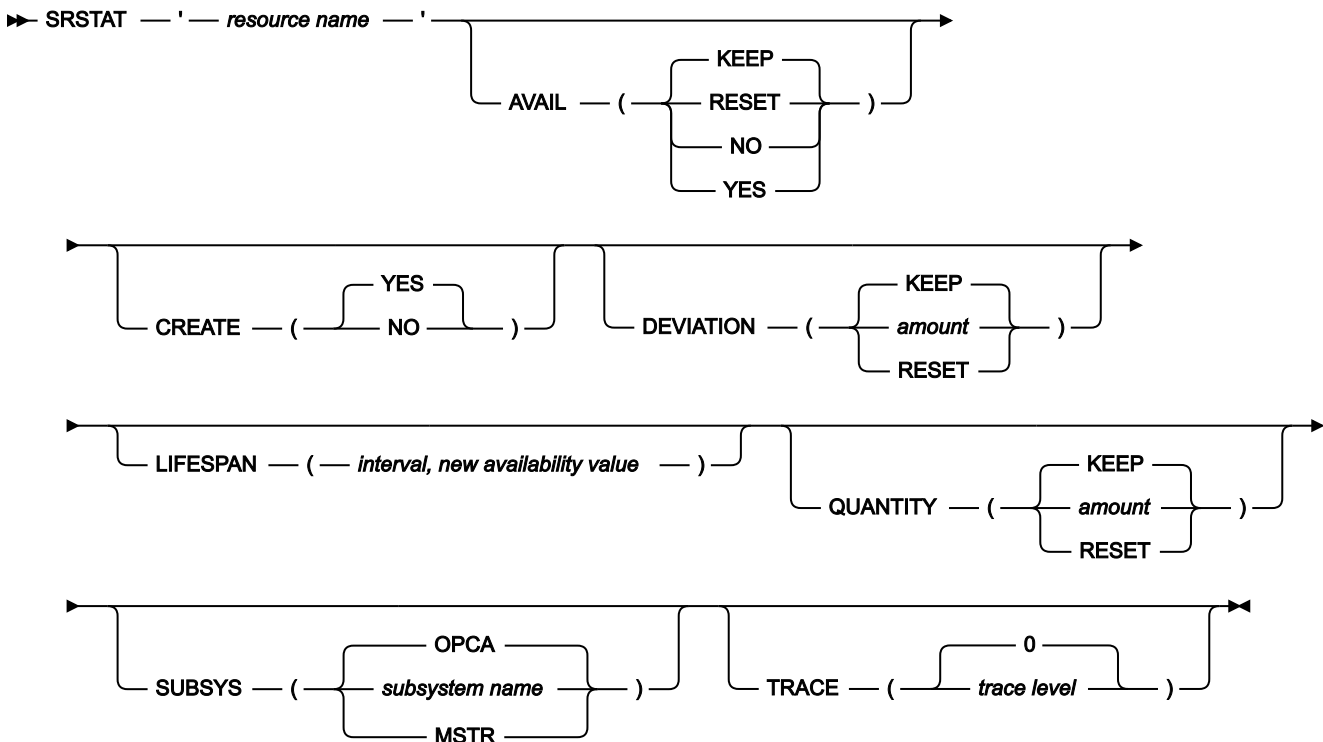 SRSTAT ' resource name '
KEEP
AVAIL ( RESET )
NO
YES
YES
CREATE ( NO )
KEEP
DEVIATION ( amount )
RESET
LIFESPAN ( interval, new availability value )
KEEP
QUANTITY ( amount )
RESET
OPCA
SUBSYS ( subsystem name )
MSTR
0
TRACE ( trace level )